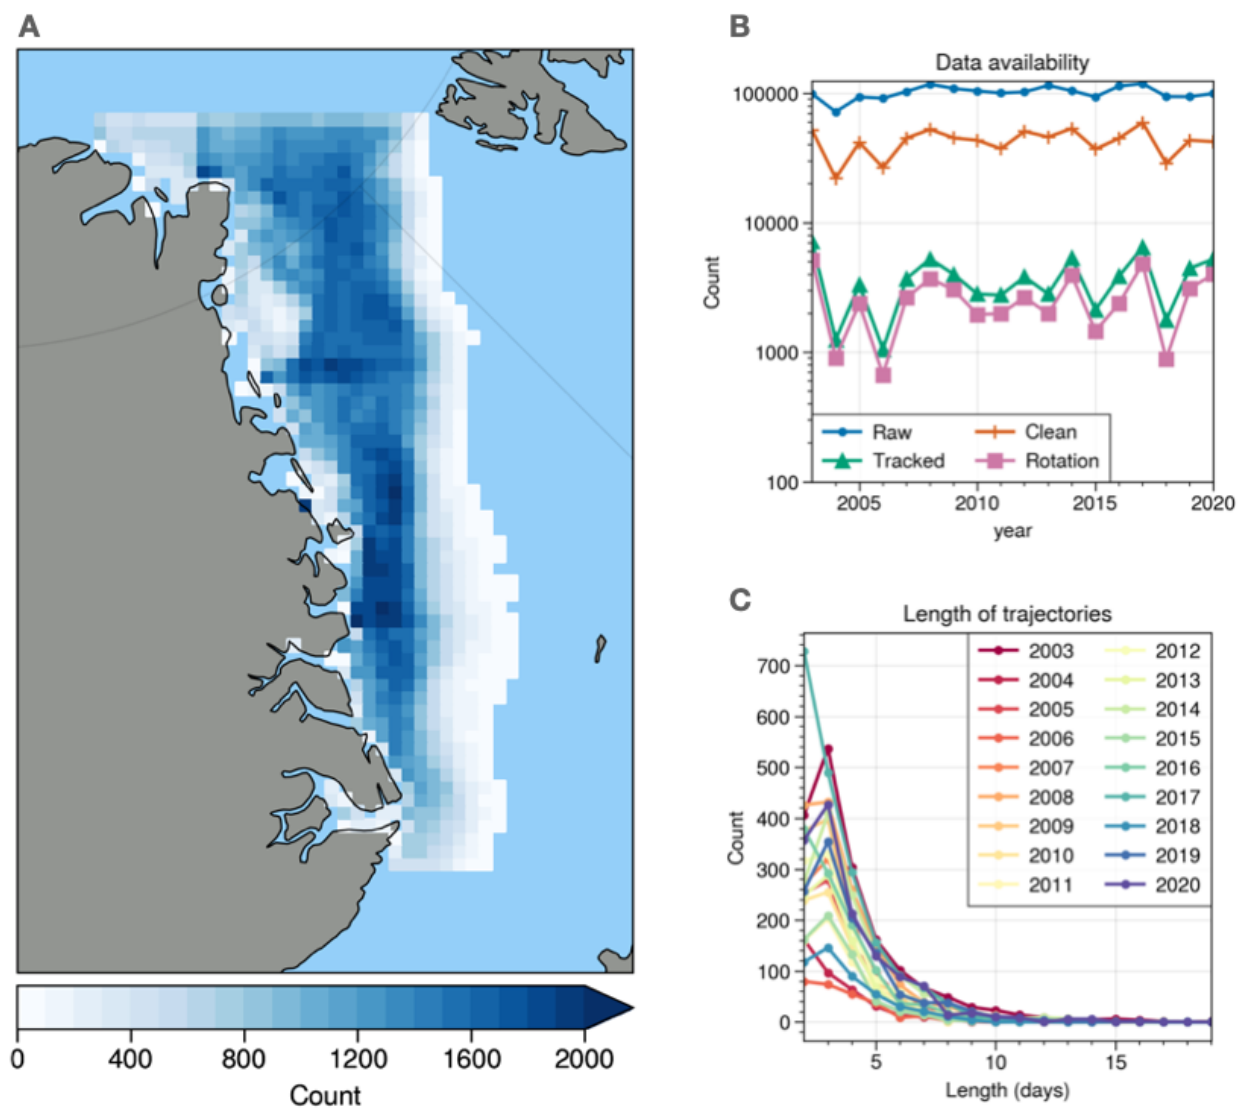 A
0 400 800 1200 1600 2000
Count
B
Data availability
100000
10000
1000
100
Count
Raw Clean
Tracked Rotation
2005 2010 2015 2020
year
C
Length of trajectories
700
600
500
400
300
200
100
0
Count
2003 2012
2004 2013
2005 2014
2006 2015
2007 2016
2008 2017
2009 2018
2010 2019
2011 2020
5 10 15
Length (days)